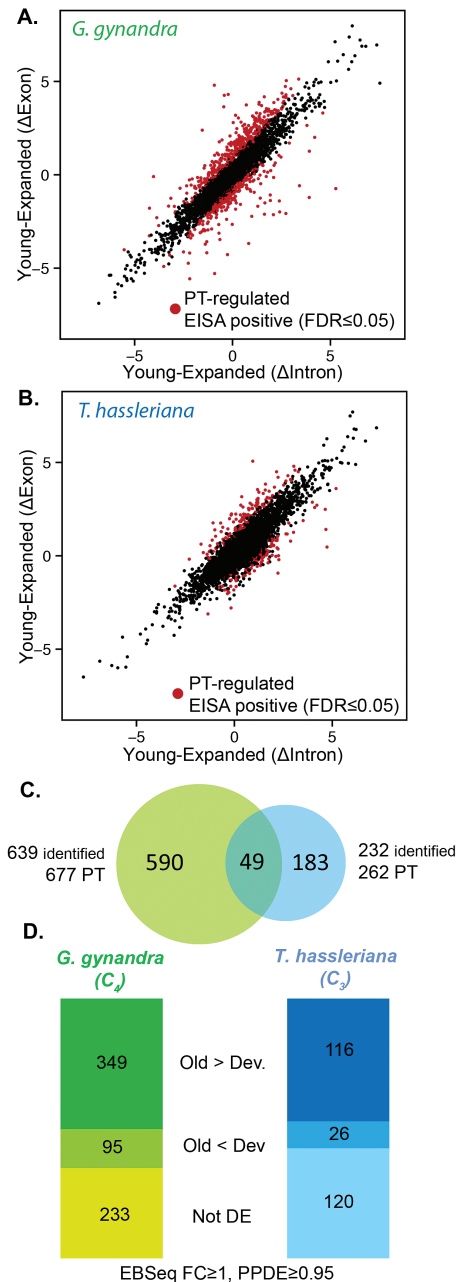 A.
G. gynandra
Young-Expanded (ΔExon)
5
0
−5
PT-regulated
EISA positive (FDR≤0.05)
−5 0 5
Young-Expanded (ΔIntron)
B.
T. hassleriana
Young-Expanded (ΔExon)
5
0
−5
PT-regulated
EISA positive (FDR≤0.05)
−5 0 5
Young-Expanded (ΔIntron)
C.
639 identified
677 PT
590 49 183
232 identified
262 PT
D.
G. gynandra
(C4)
T. hassleriana
(C3)
349 Old > Dev. 116
95 Old < Dev 26
233 Not DE 120
EBSeq FC≥1, PPDE≥0.95